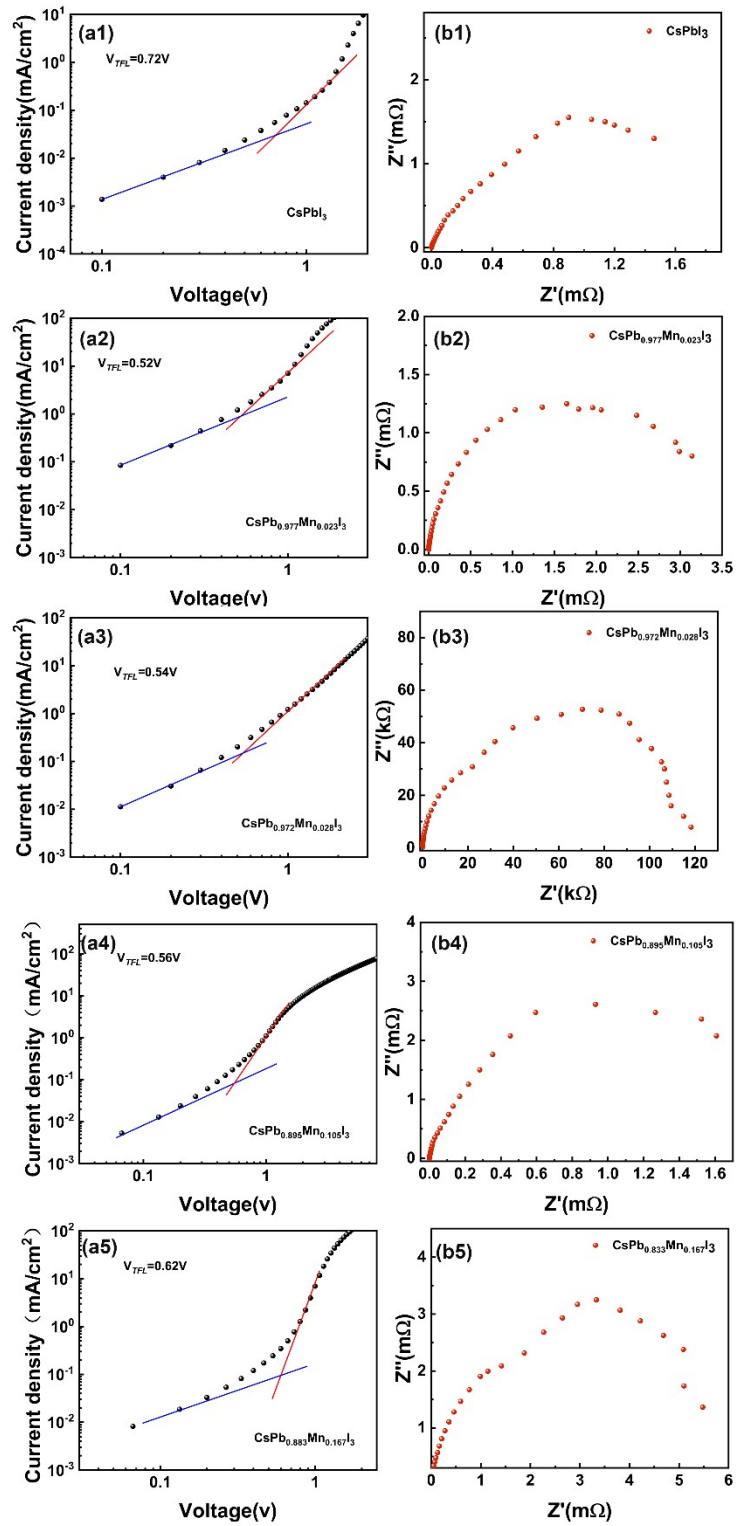 (a1)
V_TFL=0.72V
CsPbI₃
Current density(mA/cm²)
10¹
10⁰
10⁻¹
10⁻²
10⁻³
10⁻⁴
0.1 1
Voltage(v)
(b1)
CsPbI₃
Z''(mΩ)
2
1
0
0.0 0.4 0.8 1.2 1.6
Z'(mΩ)
(a2)
V_TFL=0.52V
CsPb₀.₉₇₇Mn₀.₀₂₃I₃
Current density(mA/cm²)
10²
10¹
10⁰
10⁻¹
10⁻²
10⁻³
0.1 1
Voltage(v)
(b2)
CsPb₀.₉₇₇Mn₀.₀₂₃I₃
Z''(mΩ)
2.0
1.5
1.0
0.5
0.0
0.0 0.5 1.0 1.5 2.0 2.5 3.0 3.5
Z'(mΩ)
(a3)
V_TFL=0.54V
CsPb₀.₉₇₂Mn₀.₀₂₈I₃
Current density(mA/cm²)
10²
10¹
10⁰
10⁻¹
10⁻²
10⁻³
0.1 1
Voltage(v)
(b3)
CsPb₀.₉₇₂Mn₀.₀₂₈I₃
Z''(kΩ)
80
60
40
20
0
0 20 40 60 80 100 120
Z'(kΩ)
(a4)
V_TFL=0.56V
CsPb₀.₈₉₅Mn₀.₁₀₅I₃
Current density（mA/cm²）
10²
10¹
10⁰
10⁻¹
10⁻²
10⁻³
0.1 1
Voltage(v)
(b4)
CsPb₀.₈₉₅Mn₀.₁₀₅I₃
Z''(mΩ)
4
3
2
1
0
0.0 0.2 0.4 0.6 0.8 1.0 1.2 1.4 1.6
Z'(mΩ)
(a5)
V_TFL=0.62V
CsPb₀.₈₈₃Mn₀.₁₆₇I₃
Current density（mA/cm²）
10²
10¹
10⁰
10⁻¹
10⁻²
10⁻³
0.1 1
Voltage(v)
(b5)
CsPb₀.₈₃₃Mn₀.₁₆₇I₃
Z''(mΩ)
4
3
2
1
0 1 2 3 4 5 6
Z'(mΩ)